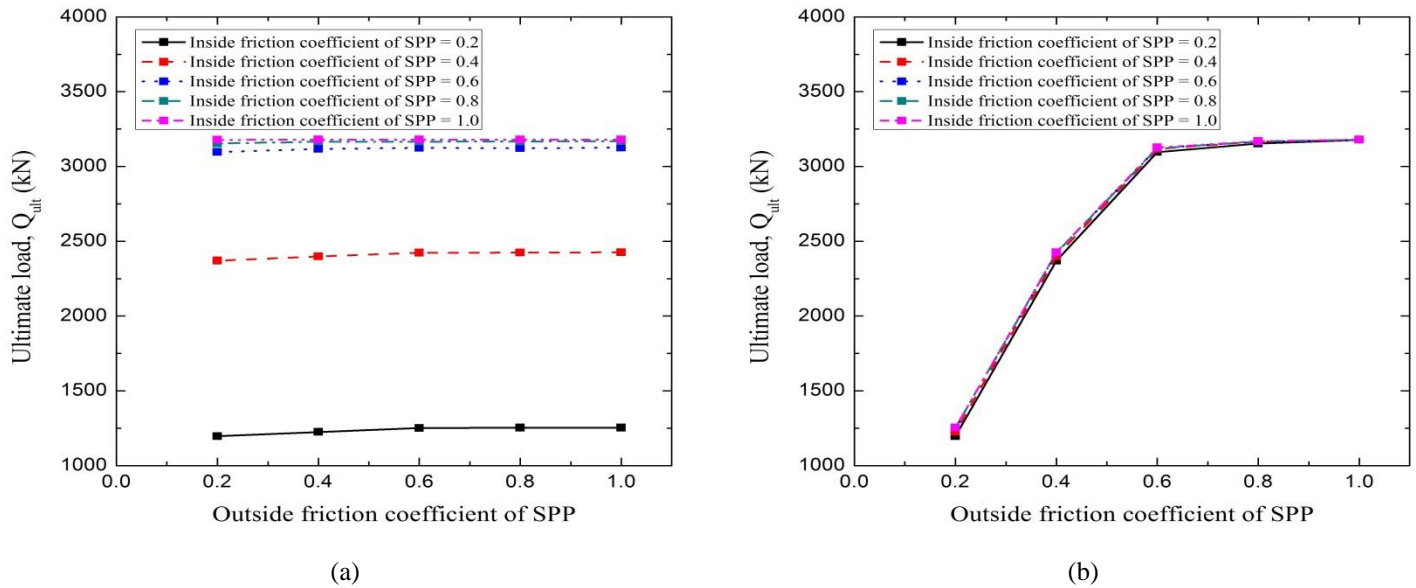 4000
3500
3000
2500
2000
1500
1000
Ultimate load, Qult (kN)
Inside friction coefficient of SPP = 0.2
Inside friction coefficient of SPP = 0.4
Inside friction coefficient of SPP = 0.6
Inside friction coefficient of SPP = 0.8
Inside friction coefficient of SPP = 1.0
0.0 0.2 0.4 0.6 0.8 1.0
Outside friction coefficient of SPP
(a)
4000
3500
3000
2500
2000
1500
1000
Ultimate load, Qult (kN)
Inside friction coefficient of SPP = 0.2
Inside friction coefficient of SPP = 0.4
Inside friction coefficient of SPP = 0.6
Inside friction coefficient of SPP = 0.8
Inside friction coefficient of SPP = 1.0
0.0 0.2 0.4 0.6 0.8 1.0
Outside friction coefficient of SPP
(b)